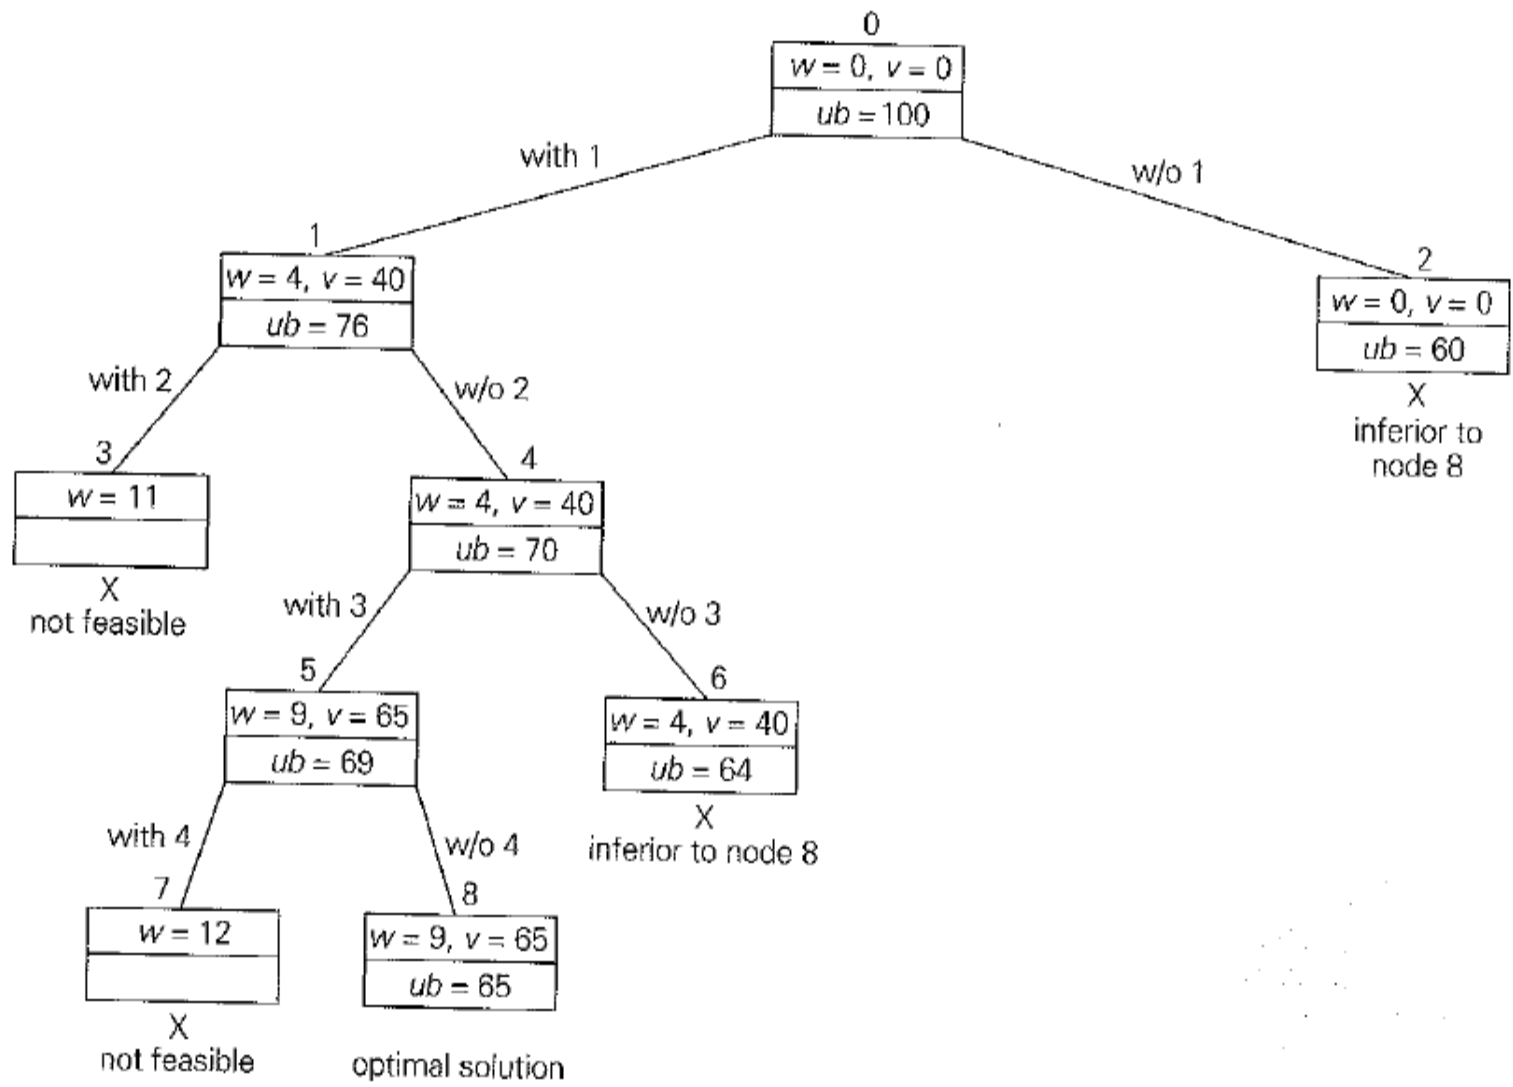 0
w = 0, v = 0
ub = 100
with 1
w/o 1
1
w = 4, v = 40
ub = 76
2
w = 0, v = 0
ub = 60
X
inferior to
node 8
with 2
w/o 2
3
w = 11
X
not feasible
4
w = 4, v = 40
ub = 70
with 3
w/o 3
5
w = 9, v = 65
ub = 69
6
w = 4, v = 40
ub = 64
X
inferior to node 8
with 4
w/o 4
7
w = 12
X
not feasible
8
w = 9, v = 65
ub = 65
optimal solution